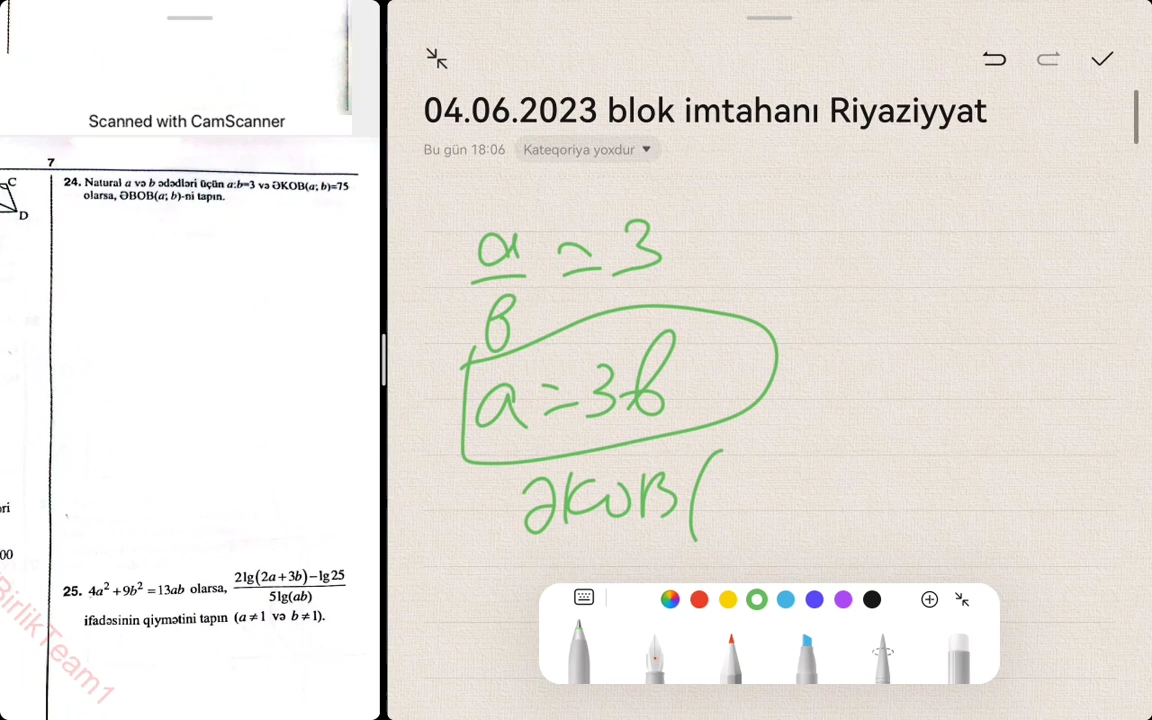 Scanned with CamScanner
7
C
D
24. Natural a və b ədədləri üçün a:b=3 və ƏKOB(a; b)=75
olarsa, ƏBOB(a; b)-ni tapın.
ri
00
25. 4a² +9b² =13ab olarsa, (2lg(2a+3b)−lg25)/(5lg(ab))
ifadəsinin qiymətini tapın (a≠1 və b≠1).
BirlikTeam1
04.06.2023 blok imtahanı Riyaziyyat
Bu gün 18:06 Kateqoriya yoxdur
a/b = 3
a=3b
ƏKOB(